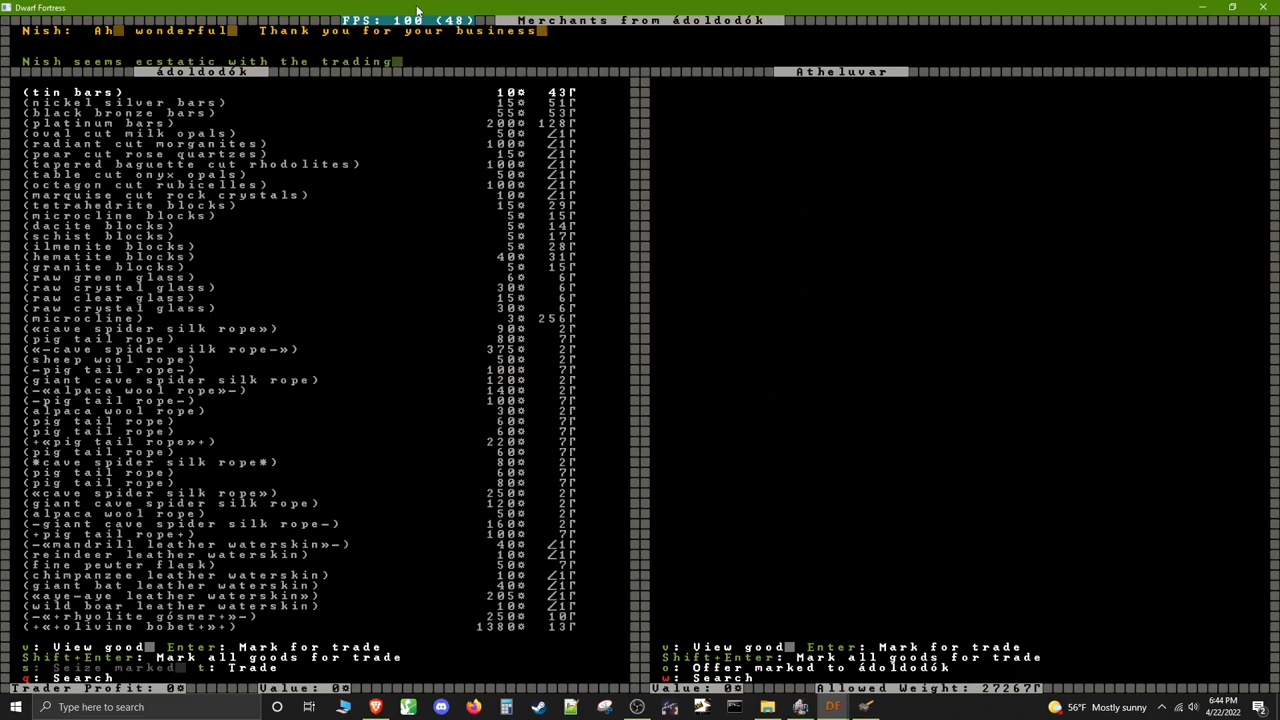 Dwarf Fortress
FPS: 100 (48) Merchants from ádoldodók
Nish: Ah wonderful Thank you for your business
Nish seems ecstatic with the trading
ádoldodók Atheluvar
(tin bars) 10☼ 43Γ
(nickel silver bars) 15☼ 51Γ
(black bronze bars) 55☼ 53Γ
(platinum bars) 200☼ 128Γ
(oval cut milk opals) 50☼ ∠1Γ
(radiant cut morganites) 100☼ ∠1Γ
(pear cut rose quartzes) 15☼ ∠1Γ
(tapered baguette cut rhodolites) 100☼ ∠1Γ
(table cut onyx opals) 50☼ ∠1Γ
(octagon cut rubicelles) 100☼ ∠1Γ
(marquise cut rock crystals) 10☼ ∠1Γ
(tetrahedrite blocks) 15☼ 29Γ
(microcline blocks) 5☼ 15Γ
(dacite blocks) 5☼ 14Γ
(schist blocks) 5☼ 17Γ
(ilmenite blocks) 5☼ 28Γ
(hematite blocks) 40☼ 31Γ
(granite blocks) 5☼ 15Γ
(raw green glass) 6☼ 6Γ
(raw crystal glass) 30☼ 6Γ
(raw clear glass) 15☼ 6Γ
(raw crystal glass) 30☼ 6Γ
(microcline) 3☼ 256Γ
(«cave spider silk rope») 90☼ 2Γ
(pig tail rope) 80☼ 7Γ
(«-cave spider silk rope-») 375☼ 2Γ
(sheep wool rope) 50☼ 2Γ
(-pig tail rope-) 100☼ 7Γ
(giant cave spider silk rope) 120☼ 2Γ
(-«alpaca wool rope»-) 140☼ 2Γ
(-pig tail rope-) 100☼ 7Γ
(alpaca wool rope) 30☼ 2Γ
(pig tail rope) 60☼ 7Γ
(pig tail rope) 60☼ 7Γ
(+«pig tail rope»+) 220☼ 7Γ
(pig tail rope) 60☼ 7Γ
(*cave spider silk rope*) 80☼ 2Γ
(pig tail rope) 60☼ 7Γ
(pig tail rope) 80☼ 7Γ
(«cave spider silk rope») 250☼ 2Γ
(giant cave spider silk rope) 120☼ 2Γ
(alpaca wool rope) 50☼ 2Γ
(-giant cave spider silk rope-) 160☼ 2Γ
(+pig tail rope+) 100☼ 7Γ
(-«mandrill leather waterskin»-) 40☼ ∠1Γ
(reindeer leather waterskin) 10☼ ∠1Γ
(fine pewter flask) 50☼ 7Γ
(chimpanzee leather waterskin) 10☼ ∠1Γ
(giant bat leather waterskin) 40☼ ∠1Γ
(«aye-aye leather waterskin») 205☼ ∠1Γ
(wild boar leather waterskin) 10☼ ∠1Γ
(-«+rhyolite gósmer+»-) 250☼ 10Γ
(+«+olivine bobet+»+) 1380☼ 13Γ
v: View good Enter: Mark for trade
Shift+Enter: Mark all goods for trade
s: Seize marked t: Trade
q: Search
Trader Profit: 0☼ Value: 0☼
v: View good Enter: Mark for trade
Shift+Enter: Mark all goods for trade
o: Offer marked to ádoldodók
w: Search
Value: 0☼ Allowed Weight: 27267Γ
Type here to search
DF
56°F Mostly sunny
6:44 PM
4/22/2022
2